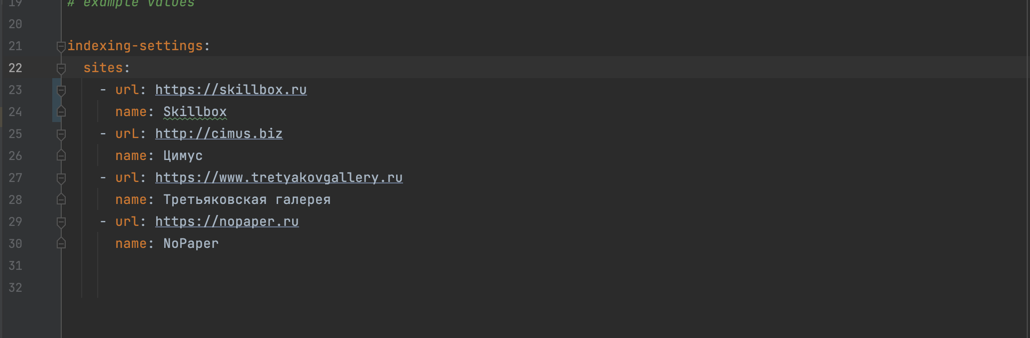 19 # example values
20
21 indexing-settings:
22 sites:
23 - url: https://skillbox.ru
24 name: Skillbox
25 - urL: http://cimus.biz
26 name: Цимус
27 - url: https://www.tretyakovgallery.ru
28 name: Третьяковская галерея
29 - url: https://nopaper.ru
30 name: NoPaper
31
32